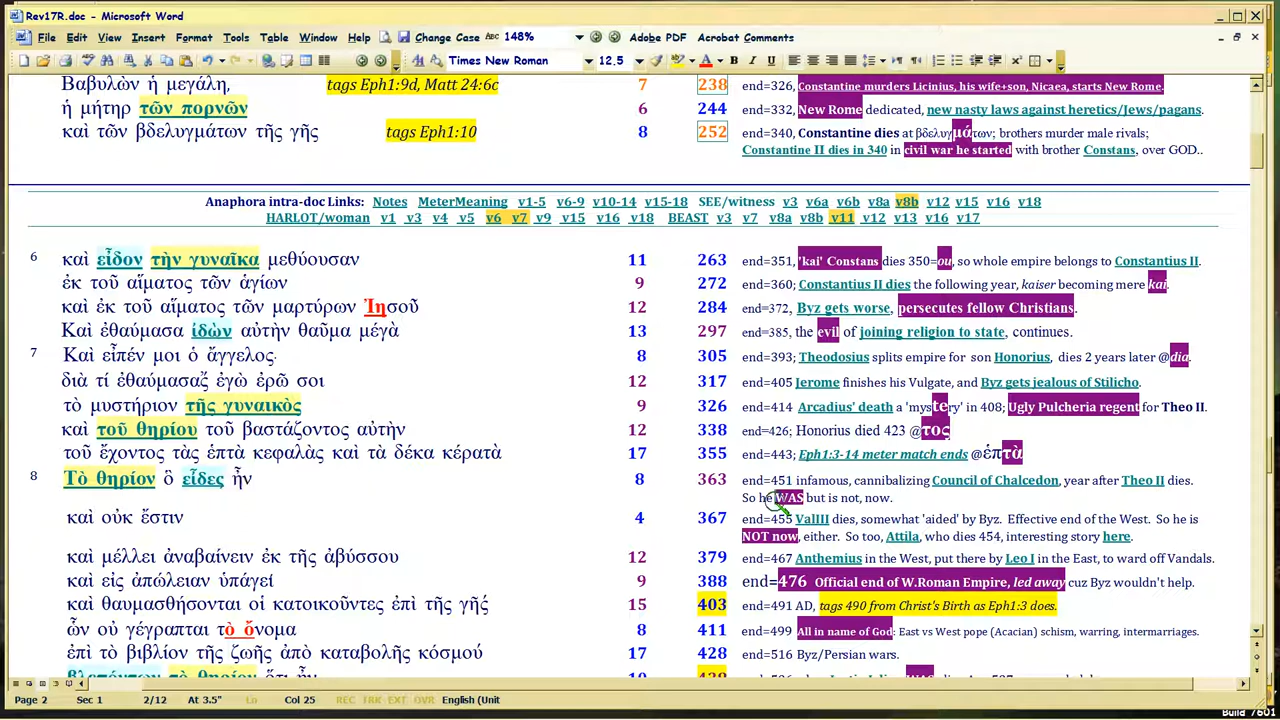 Rev17R.doc - Microsoft Word
File Edit View Insert Format Tools Table Window Help Change Case ABC 148% Adobe PDF Acrobat Comments
Times New Roman 12.5
Βαβυλὼν ἡ μεγάλη, tags Eph1:9d, Matt 24:6c 7 238 end=326, Constantine murders Licinius, his wife+son, Nicaea, starts New Rome.
ἡ μήτηρ τῶν πορνῶν 6 244 end=332, New Rome dedicated, new nasty laws against heretics/Jews/pagans.
καὶ τῶν βδελυγμάτων τῆς γῆς tags Eph1:10 8 252 end=340, Constantine dies at βδελυγμάτων; brothers murder male rivals;
Constantine II dies in 340 in civil war he started with brother Constans, over GOD..
Anaphora intra-doc Links: Notes MeterMeaning v1-5 v6-9 v10-14 v15-18 SEE/witness v3 v6a v6b v8a v8b v12 v15 v16 v18
HARLOT/woman v1 v3 v4 v5 v6 v7 v9 v15 v16 v18 BEAST v3 v7 v8a v8b v11 v12 v13 v16 v17
6 καὶ εἶδον τὴν γυναῖκα μεθύουσαν 11 263 end=351, 'kai' Constans dies 350=ou, so whole empire belongs to Constantius II.
ἐκ τοῦ αἵματος τῶν ἁγίων 9 272 end=360; Constantius II dies the following year, kaiser becoming mere kai.
καὶ ἐκ τοῦ αἵματος τῶν μαρτύρων Ἰησοῦ 12 284 end=372, Byz gets worse, persecutes fellow Christians.
Καὶ ἐθαύμασα ἰδὼν αὐτὴν θαῦμα μέγὰ 13 297 end=385, the evil of joining religion to state, continues.
7 Καὶ εἶπέν μοι ὁ ἄγγελος· 8 305 end=393; Theodosius splits empire for son Honorius, dies 2 years later @dia.
διὰ τί ἐθαύμασαξ ἐγὼ ἐρῶ σοι 12 317 end=405 Jerome finishes his Vulgate, and Byz gets jealous of Stilicho.
τὸ μυστήριον τῆς γυναικὸς 9 326 end=414 Arcadius' death a 'mystery' in 408; Ugly Pulcheria regent for Theo II.
καὶ τοῦ θηρίου τοῦ βαστάζοντος αὐτὴν 12 338 end=426; Honorius died 423 @τος
τοῦ ἔχοντος τὰς ἑπτὰ κεφαλὰς καὶ τὰ δέκα κέρατὰ 17 355 end=443; Eph1:3-14 meter match ends @ἑπτὰ
8 Τὸ θηρίον ὃ εἶδες ἦν 8 363 end=451 infamous, cannibalizing Council of Chalcedon, year after Theo II dies.
So he WAS but is not, now.
καὶ οὐκ ἔστιν 4 367 end=455 ValIII dies, somewhat 'aided' by Byz. Effective end of the West. So he is
NOT now, either. So too, Attila, who dies 454, interesting story here.
καὶ μέλλει ἀναβαίνειν ἐκ τῆς ἀβύσσου 12 379 end=467 Anthemius in the West, put there by Leo I in the East, to ward off Vandals.
καὶ εἰς ἀπώλειαν ὑπάγεί 9 388 end=476 Official end of W.Roman Empire, led away cuz Byz wouldn't help.
καὶ θαυμασθήσονται οἱ κατοικοῦντες ἐπὶ τῆς γῆς 15 403 end=491 AD, tags 490 from Christ's Birth as Eph1:3 does.
ὧν οὐ γέγραπται τὸ ὄνομα 8 411 end=499 All in name of God: East vs West pope (Acacian) schism, warring, intermarriages.
ἐπὶ τὸ βιβλίον τῆς ζωῆς ἀπὸ καταβολῆς κόσμού 17 428 end=516 Byz/Persian wars.
Page 2 Sec 1 2/12 At 3.5" Ln Col 25 REC TRK EXT OVR English (Unit
Build 7601